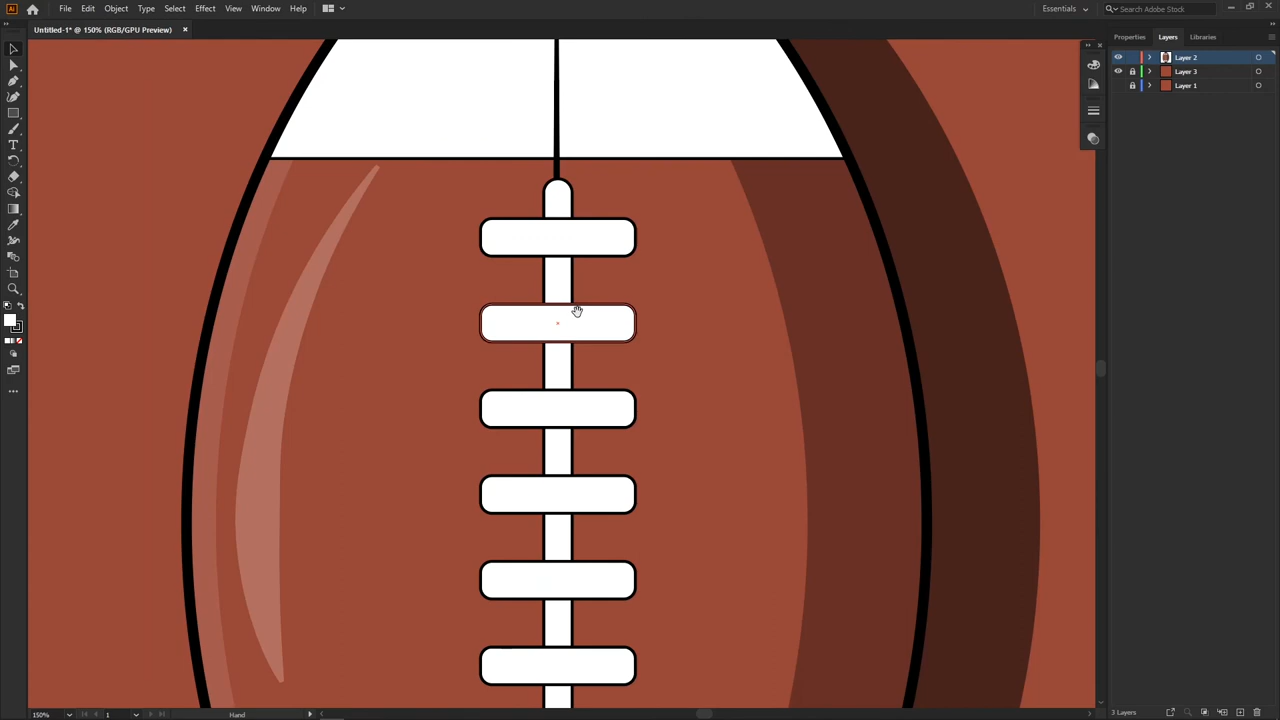 Ai File Edit Object Type Select Effect View Window Help Essentials Search Adobe Stock
Untitled-1* @ 150% (RGB/GPU Preview)
Properties Layers Libraries
Layer 2
Layer 3
Layer 1
150% 1 Hand 3 Layers